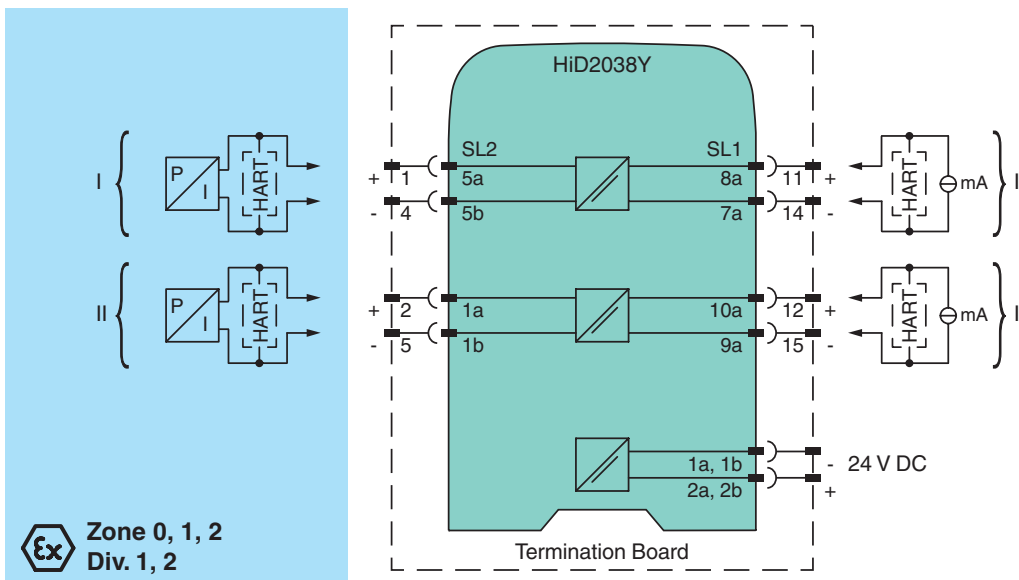 HiD2038Y
SL2 SL1
I P I HART + 1 5a 8a 11 + HART mA I
- 4 5b 7a 14 -
II P I HART + 2 1a 10a 12 + HART mA I
- 5 1b 9a 15 -
1a, 1b - 24 V DC
2a, 2b +
Ex Zone 0, 1, 2
Div. 1, 2
Termination Board